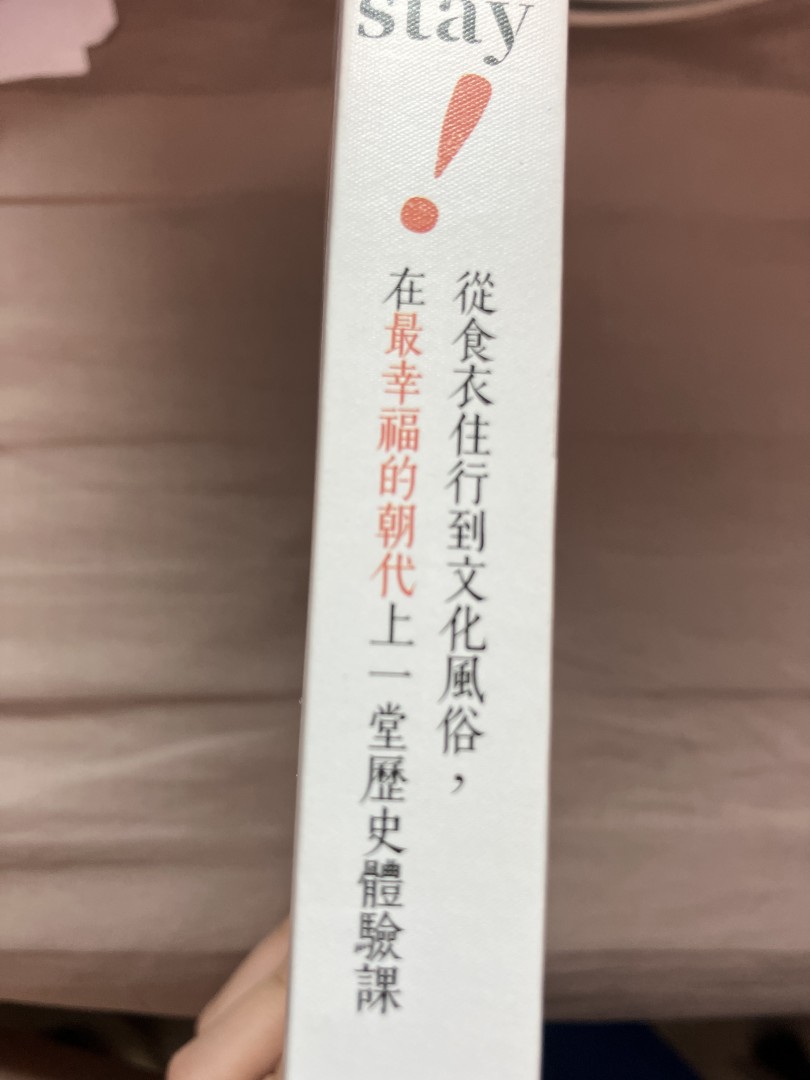 stay
!
從食衣住行到文化風俗，
在最幸福的朝代上一堂歷史體驗課